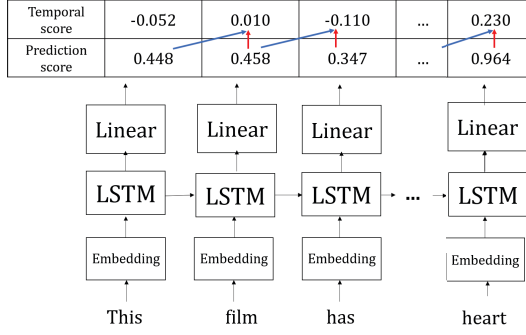 Temporal score -0.052 0.010 -0.110 ... 0.230
Prediction score 0.448 0.458 0.347 ... 0.964
Linear Linear Linear Linear
LSTM LSTM LSTM ... LSTM
Embedding Embedding Embedding Embedding
This film has heart